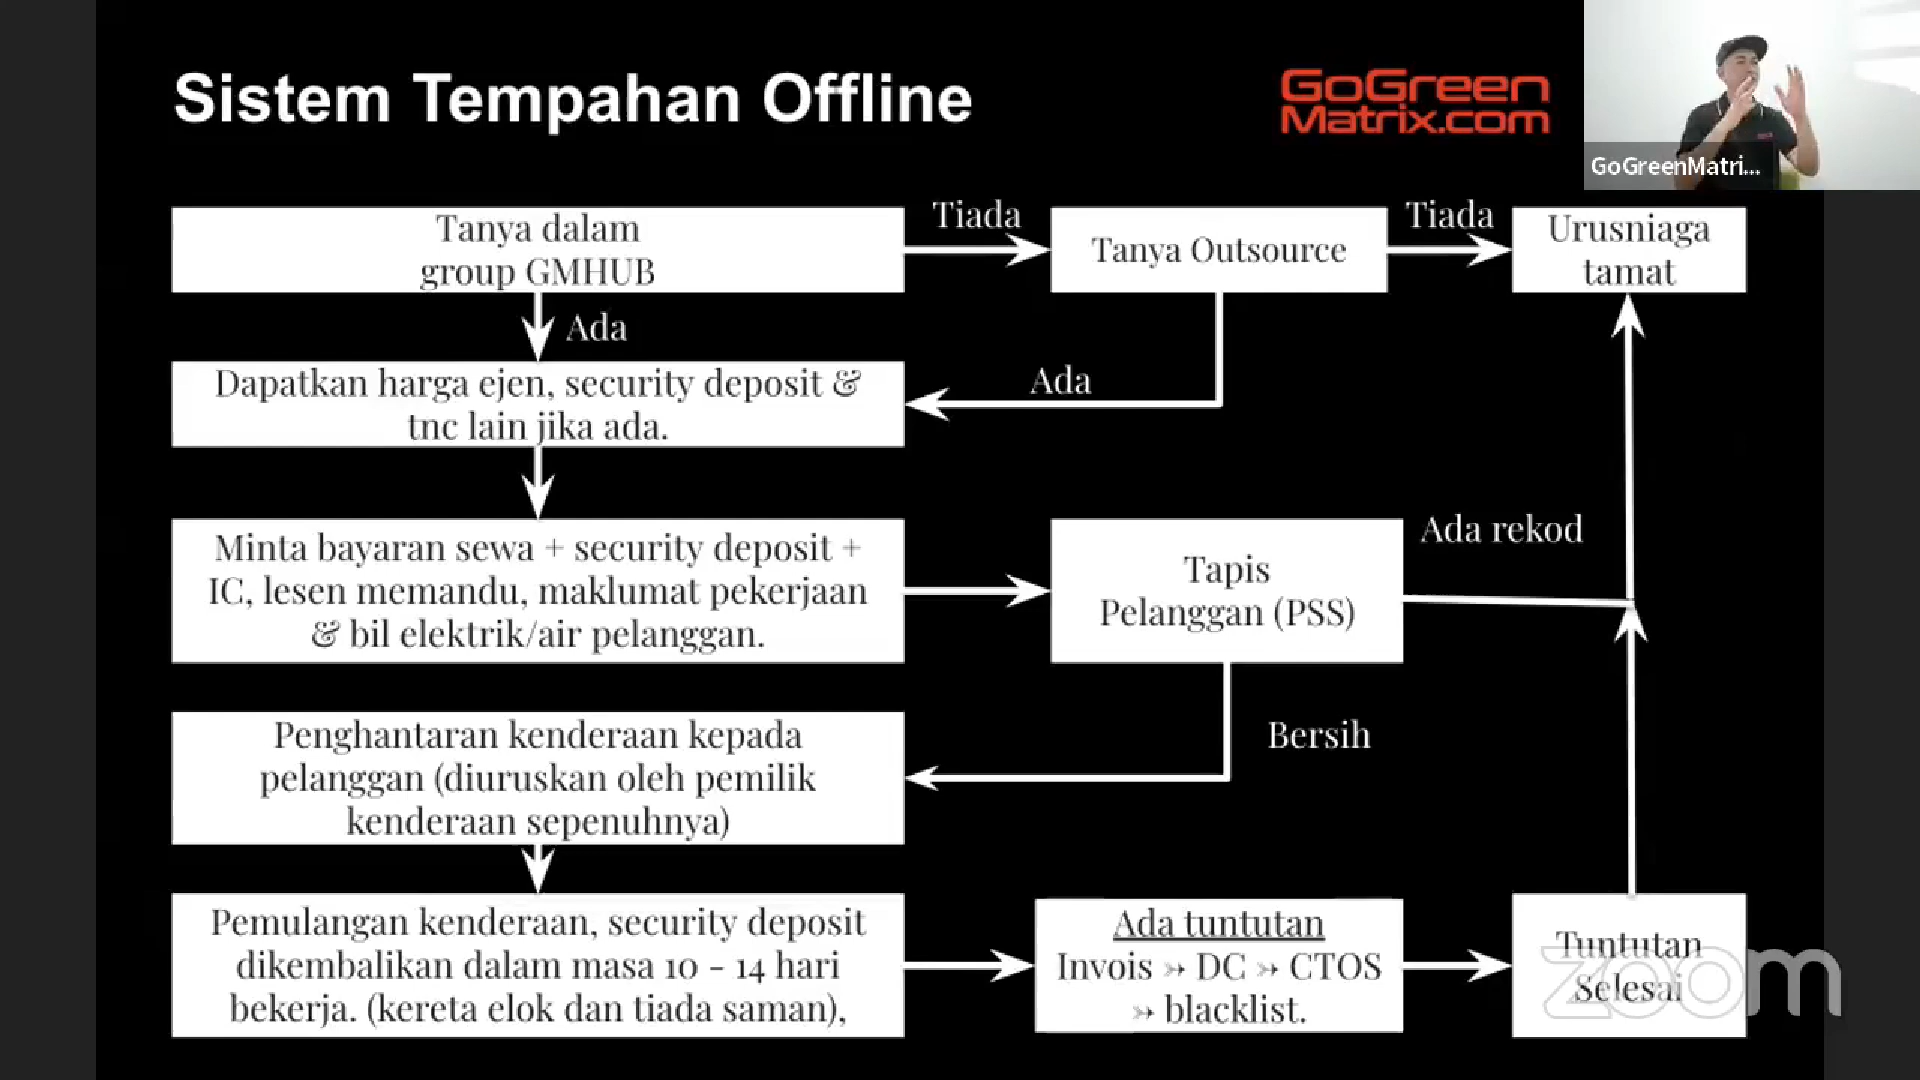 Sistem Tempahan Offline
GoGreen
Matrix.com
GoGreenMatri...
Tanya dalam
group GMHUB
Tiada
Tanya Outsource
Tiada
Urusniaga
tamat
Ada
Dapatkan harga ejen, security deposit &
tnc lain jika ada.
Ada
Minta bayaran sewa + security deposit +
IC, lesen memandu, maklumat pekerjaan
& bil elektrik/air pelanggan.
Tapis
Pelanggan (PSS)
Ada rekod
Penghantaran kenderaan kepada
pelanggan (diuruskan oleh pemilik
kenderaan sepenuhnya)
Bersih
Pemulangan kenderaan, security deposit
dikembalikan dalam masa 10 - 14 hari
bekerja. (kereta elok dan tiada saman),
Ada tuntutan
Invois ↣ DC ↣ CTOS
↣ blacklist.
Tuntutan
Selesai
zoom